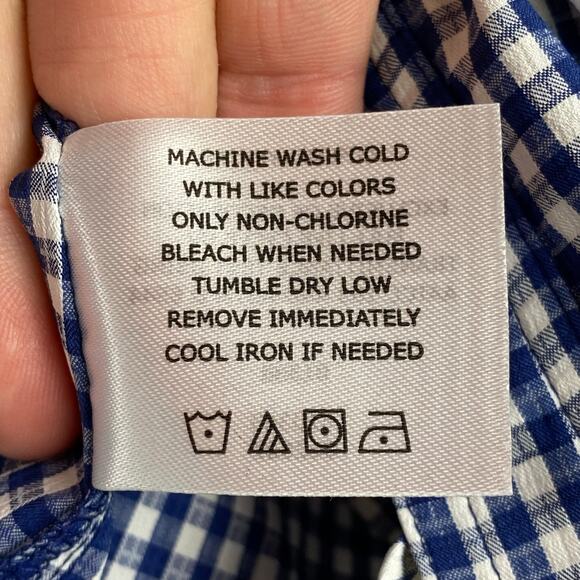 MACHINE WASH COLD
WITH LIKE COLORS
ONLY NON-CHLORINE
BLEACH WHEN NEEDED
TUMBLE DRY LOW
REMOVE IMMEDIATELY
COOL IRON IF NEEDED